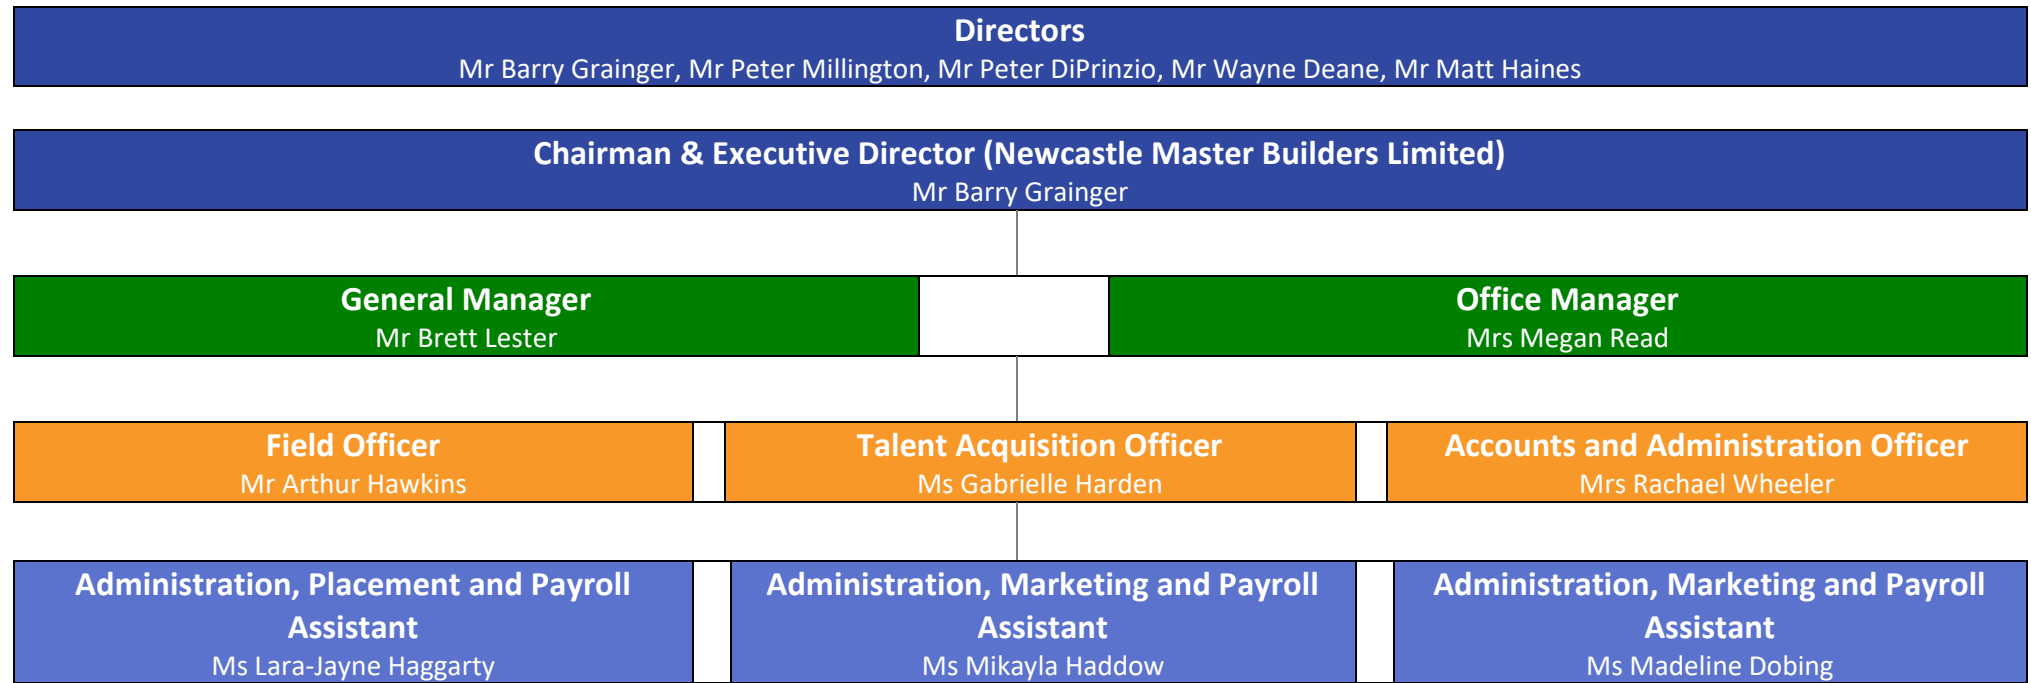 Directors
Mr Barry Grainger, Mr Peter Millington, Mr Peter DiPrinzio, Mr Wayne Deane, Mr Matt Haines
Chairman & Executive Director (Newcastle Master Builders Limited)
Mr Barry Grainger
General Manager
Mr Brett Lester
Office Manager
Mrs Megan Read
Field Officer
Mr Arthur Hawkins
Talent Acquisition Officer
Ms Gabrielle Harden
Accounts and Administration Officer
Mrs Rachael Wheeler
Administration, Placement and Payroll
Assistant
Ms Lara-Jayne Haggarty
Administration, Marketing and Payroll
Assistant
Ms Mikayla Haddow
Administration, Marketing and Payroll
Assistant
Ms Madeline Dobing